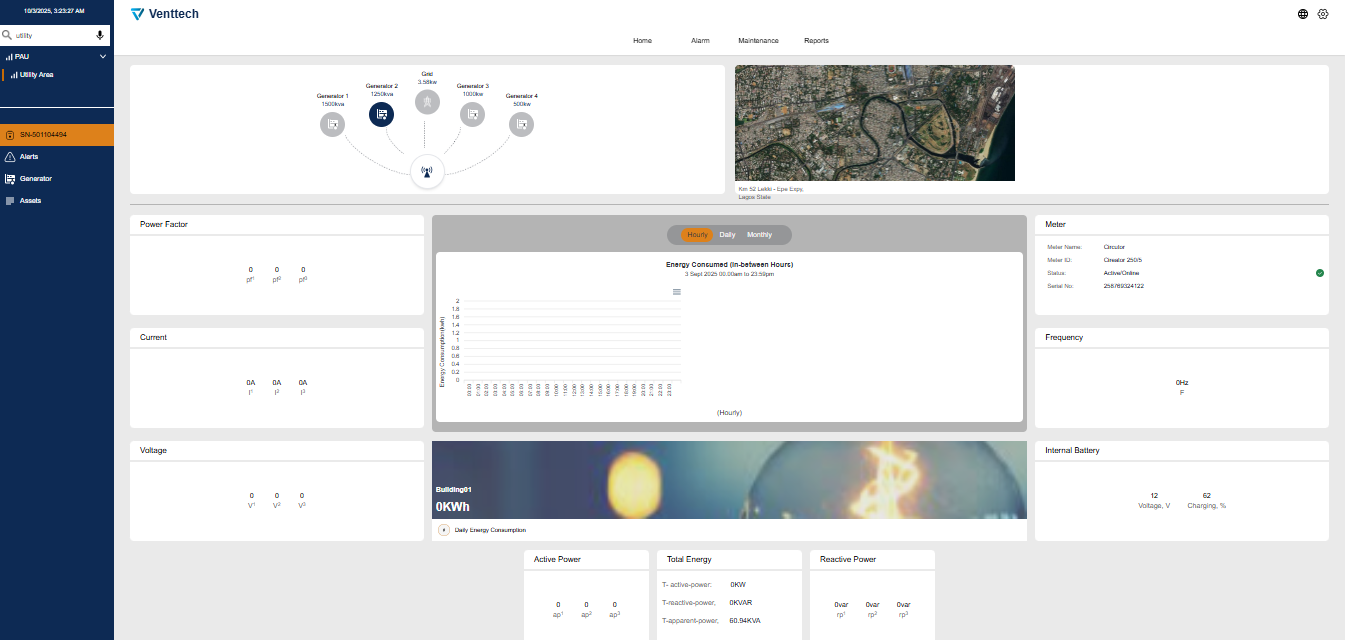 10/3/2025, 3:23:27 AM
utility
PAU
Utility Area
SN-501104494
Alerts
Generator
Assets
Venttech
Home Alarm Maintenance Reports
Grid
3.58kw
Generator 2
1250kva
Generator 3
1000kw
Generator 1
1500kva
Generator 4
500kw
Km 52 Lekki - Epe Expy,
Lagos State
Power Factor
0 0 0
pf¹ pf² pf³
Current
0A 0A 0A
I¹ I² I³
Voltage
0 0 0
V¹ V² V³
Hourly Daily Monthly
Energy Consumed (In-between Hours)
3 Sept 2025 00.00am to 23:59pm
Energy Consumption(kwh)
2
1.8
1.6
1.4
1.2
1
0.8
0.6
0.4
0.2
0
00:00 01:00 02:00 03:00 04:00 05:00 06:00 07:00 08:00 09:00 10:00 11:00 12:00 13:00 14:00 15:00 16:00 17:00 18:00 19:00 20:00 21:00 22:00 23:00
(Hourly)
Building01
0KWh
Daily Energy Consumption
Meter
Meter Name: Circutor
Meter ID: Creator 250/5
Status: Active/Online
Serial No: 258769324122
Frequency
0Hz
F
Internal Battery
12 62
Voltage, V Charging, %
Active Power
0 0 0
ap¹ ap² ap³
Total Energy
T- active-power: 0KW
T-reactive-power, 0KVAR
T-apparent-power, 60.94KVA
Reactive Power
0var 0var 0var
rp¹ rp² rp³